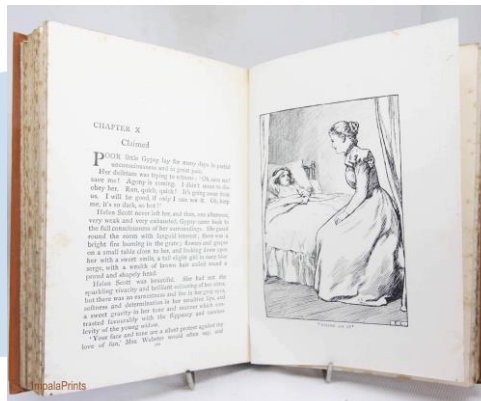 CHAPTER X
Claimed
POOR little Gypsy lay for many days in partial
unconsciousness and in great pain.
Her delirium was trying to witness: 'Oh, save me!
save me! Agony is coming. I didn't mean to dis-
obey her. Run, quick, quick! It's going away from
us. I will be good, if only I can see it. Oh, help
me, it's so dark, so hot!'
Helen Scott never left her, and then, one afternoon,
very weak and very exhausted, Gypsy came back to
the full consciousness of her surroundings. She gazed
round the room with languid interest; there was a
bright fire burning in the grate; flowers and grapes
on a small table close to her, and looking down upon
her with a sweet smile, a tall slight girl in navy blue
serge, with a wealth of brown hair coiled round a
proud and shapely head.
Helen Scott was beautiful. She had not the
sparkling vivacity and brilliant colouring of her sister,
but there was an earnestness and fire in her grey eyes,
softness and determination in her sensitive lips, and
a sweet gravity in her tone and manner which con-
trasted favourably with the flippancy and careless
levity of the young widow.
'Your face and tone are a silent protest against my
love of fun,' Mrs Webster would often say, and
ImpalaPrints